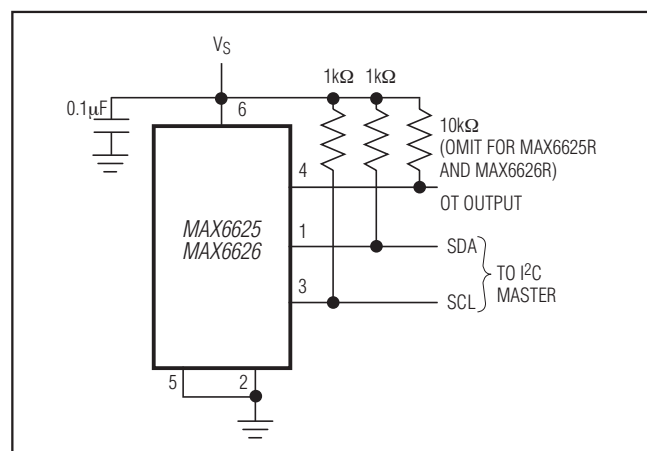 VS
1kΩ 1kΩ
0.1µF
6
10kΩ
(OMIT FOR MAX6625R
AND MAX6626R)
4
OT OUTPUT
MAX6625
MAX6626
1
SDA
TO I²C
MASTER
3
SCL
5
2